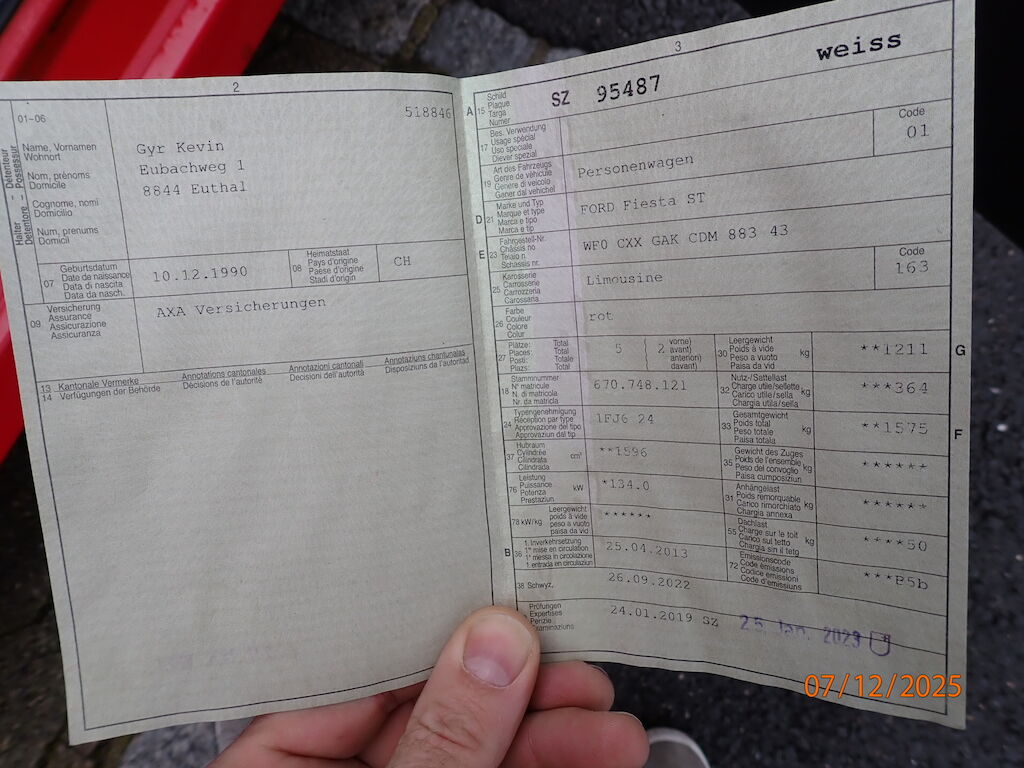 2
01-06
518846
Halter - Détenteur
Detentore - Possessur
Name, Vornamen
Wohnort
Nom, prénoms
Domicile
Cognome, nomi
Domicilio
Num, prenums
Domicil
Gyr Kevin
Eubachweg 1
8844 Euthal
07
Geburtsdatum
Date de naissance
Data di nascita
Data da nasch.
10.12.1990
08
Heimatstaat
Pays d'origine
Paese d'origine
Stadi d'origin
CH
09
Versicherung
Assurance
Assicurazione
Assicuranza
AXA Versicherungen
13 Kantonale Vermerke
14 Verfügungen der Behörde
Annotations cantonales
Décisions de l'autorité
Annotazioni cantonali
Decisioni dell'autorità
Annotaziuns chantunalas
Disposiziuns da l'autoritad
3
A
15
Schild
Plaque
Targa
Numer
SZ 95487
weiss
17
Bes. Verwendung
Usage spécial
Uso speciale
Diever spezial
19
Art des Fahrzeugs
Genre de véhicule
Genere di veicolo
Gener dal vehichel
Personenwagen
Code
01
D
21
Marke und Typ
Marque et type
Marca e tipo
Marca e tip
FORD Fiesta ST
E
23
Fahrgestell-Nr.
Châssis no
Telaio n.
Schassis nr.
WF0 CXX GAK CDM 883 43
25
Karosserie
Carrosserie
Carrozzeria
Carossaria
Limousine
Code
163
26
Farbe
Couleur
Colore
Colur
rot
27
Plätze: Total
Places: Total
Posti: Totale
Plazs: Total
5
(2 vorne)
avant)
anteriori)
davant)
30
Leergewicht
Poids à vide
Peso a vuoto
Paisa da vid
kg
**1211
G
18
Stammnummer
N° matricule
N. di matricola
Nr. da matricla
670.748.121
32
Nutz-/Sattellast
Charge utile/sellette
Carico utile/sella
Chargia utila/sella
kg
***364
24
Typengenehmigung
Réception par type
Approvazione del tipo
Approvaziun dal tip
1FJ6 24
33
Gesamtgewicht
Poids total
Peso totale
Paisa totala
kg
**1575
F
37
Hubraum
Cylindrée
Cilindrata
Cilindrada
cm³
**1596
35
Gewicht des Zuges
Poids de l'ensemble
Peso del convoglio
Paisa cumposiziun
kg
******
76
Leistung
Puissance
Potenza
Prestaziun
kW
*134.0
31
Anhängelast
Poids remorquable
Carico rimorchiato
Chargia annexa
kg
******
78 kW/kg
Leergewicht
poids à vide
peso a vuoto
paisa da vid
******
55
Dachlast
Charge sur le toit
Carico sul tetto
Chargia sin il tetg
kg
****50
B
36
1. Inverkehrsetzung
1re mise en circulation
1a messa in circolazione
1. entrada en circulaziun
25.04.2013
72
Emissionscode
Code émissions
Codice emissioni
Code d'emissiuns
***B5b
38 Schwyz,
26.09.2022
Prüfungen
Expertises
Perizie
Examinaziuns
24.01.2019 SZ
25. Jan. 2023
07/12/2025